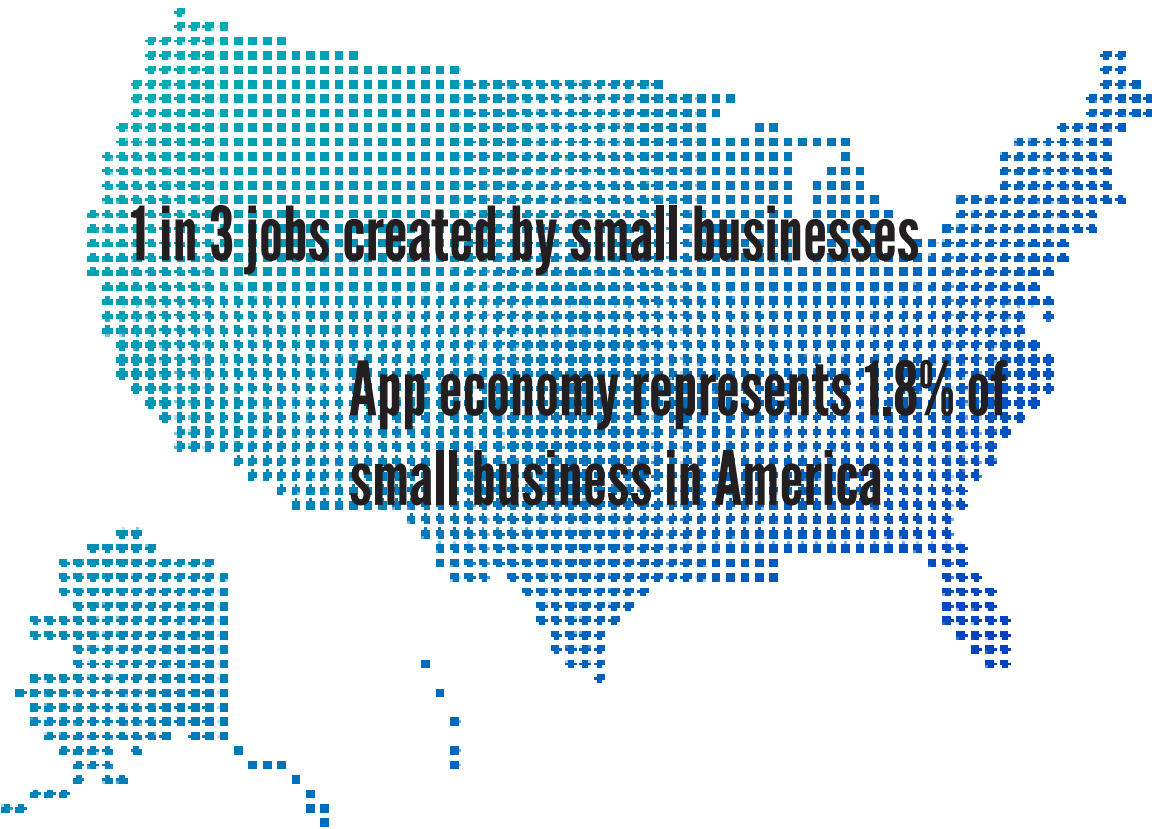 1 in 3 jobs created by small businesses
App economy represents 1.8% of
small business in America